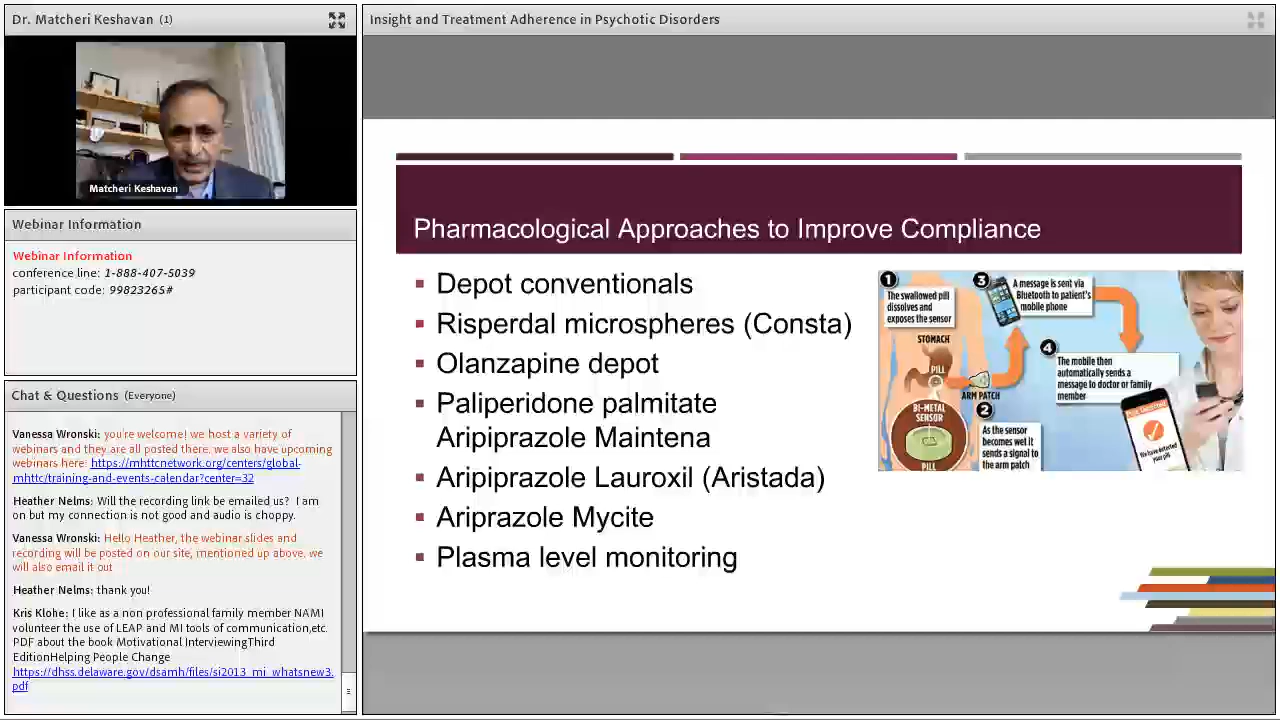 Dr. Matcheri Keshavan (1)
Matcheri Keshavan
Webinar Information
Webinar Information
conference line: 1-888-407-5039
participant code: 99823265#
Chat & Questions (Everyone)
Vanessa Wronski: you're welcome! we host a variety of
webinars and they are all posted there. we also have upcoming
webinars here: https://mhttcnetwork.org/centers/global-
mhttc/training-and-events-calendar?center=32
Heather Nelms: Will the recording link be emailed us? I am
on but my connection is not good and audio is choppy.
Vanessa Wronski: Hello Heather, the webinar slides and
recording will be posted on our site, mentioned up above. we
will also email it out
Heather Nelms: thank you!
Kris Klohe: I like as a non professional family member NAMI
volunteer the use of LEAP and MI tools of communication,etc.
PDF about the book Motivational InterviewingThird
EditionHelping People Change
https://dhss.delaware.gov/dsamh/files/si2013_mi_whatsnew3.
pdf
Insight and Treatment Adherence in Psychotic Disorders
Pharmacological Approaches to Improve Compliance
Depot conventionals
Risperdal microspheres (Consta)
Olanzapine depot
Paliperidone palmitate
Aripiprazole Maintena
Aripiprazole Lauroxil (Aristada)
Ariprazole Mycite
Plasma level monitoring
1
The swallowed pill
dissolves and
exposes the sensor
STOMACH
PILL
BI-METAL
SENSOR
PILL
ARM PATCH
2
As the sensor
becomes wet it
sends a signal to
the arm patch
3
A message is sent via
Bluetooth to patient's
mobile phone
4
The mobile then
automatically sends a
message to doctor or family
member
We have detected
your pill